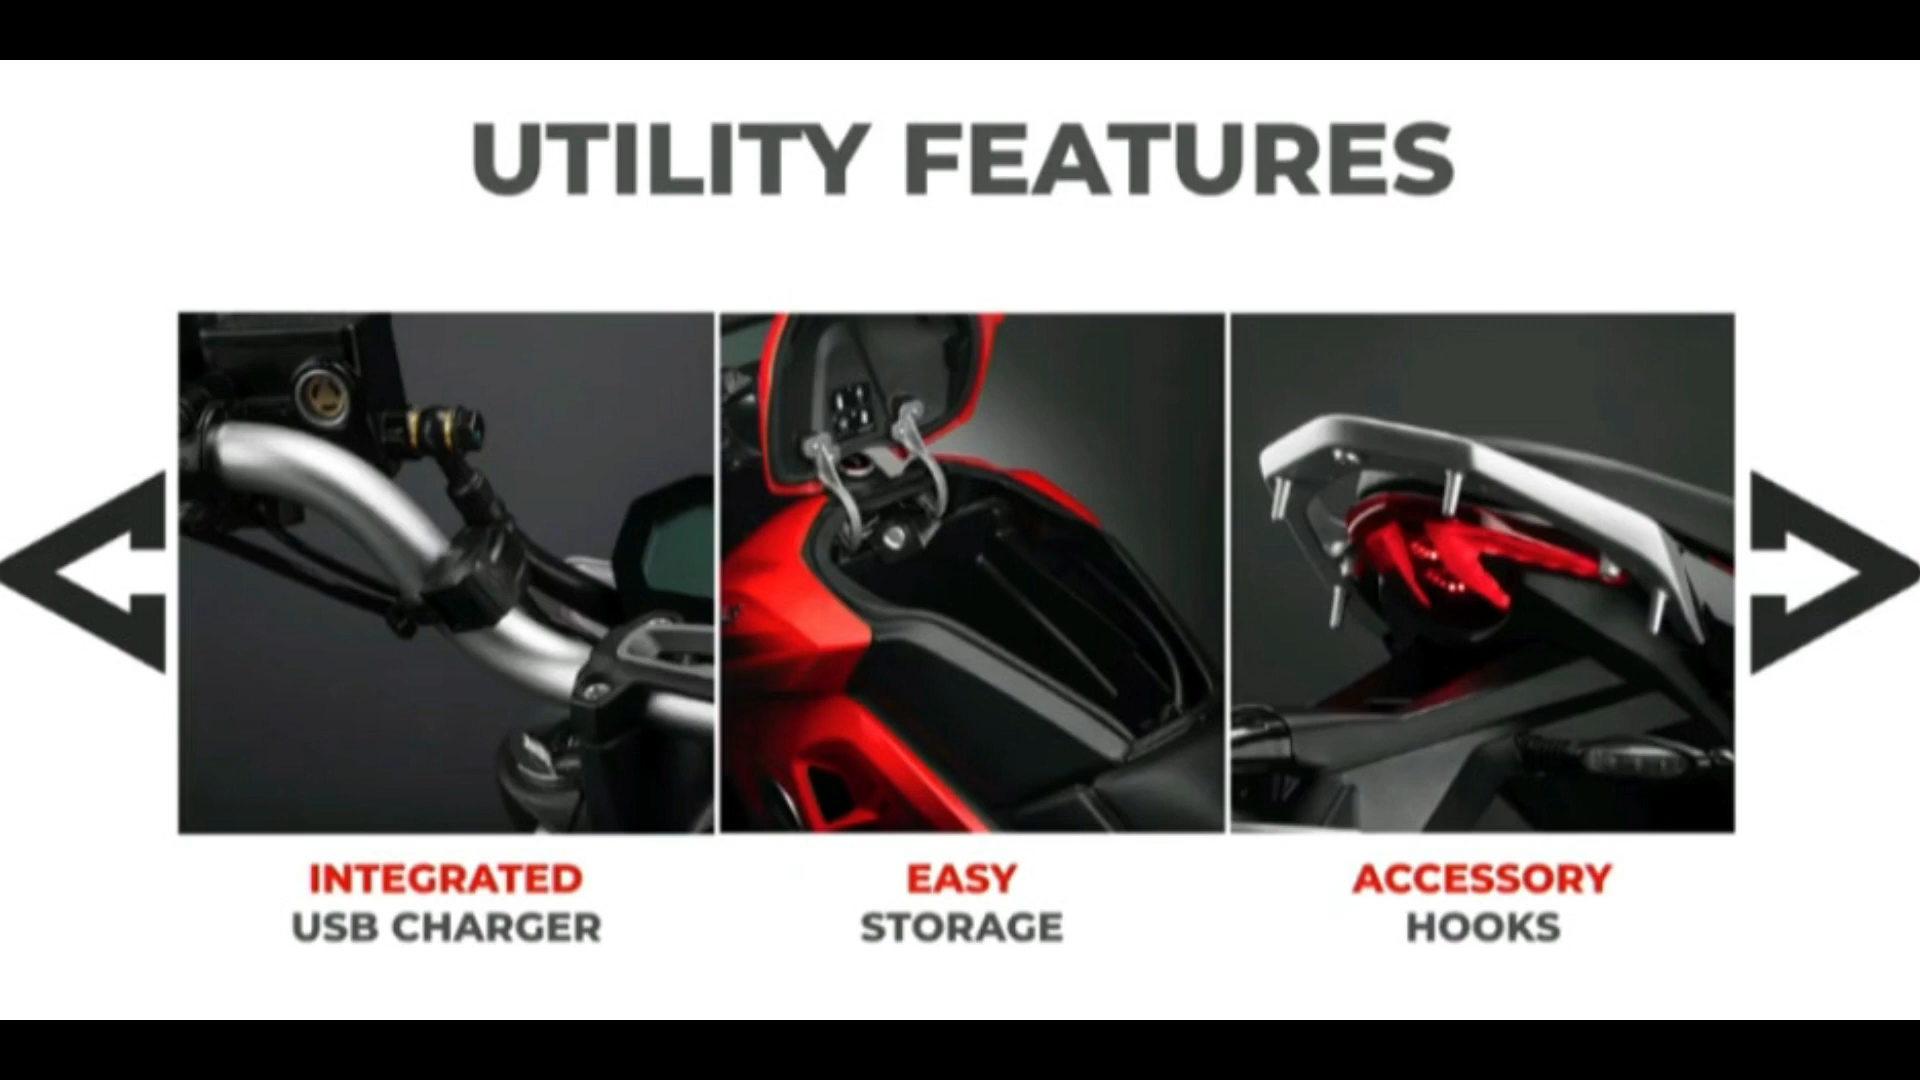 UTILITY FEATURES
INTEGRATED
USB CHARGER
EASY
STORAGE
ACCESSORY
HOOKS